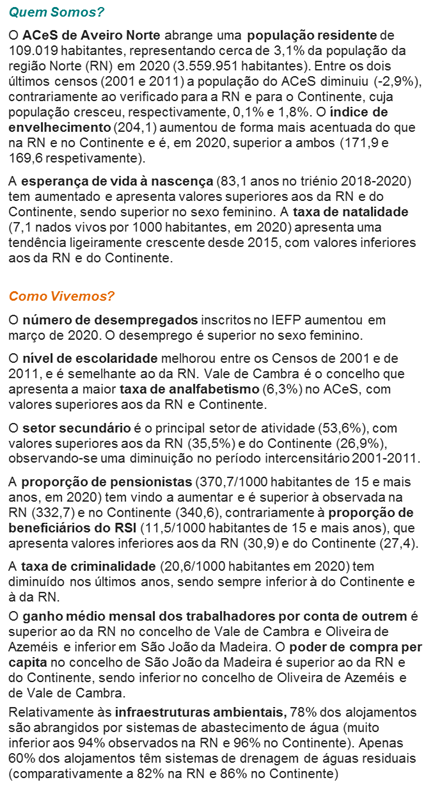 Quem Somos?
O ACeS de Aveiro Norte abrange uma população residente de
109.019 habitantes, representando cerca de 3,1% da população da
região Norte (RN) em 2020 (3.559.951 habitantes). Entre os dois
últimos censos (2001 e 2011) a população do ACeS diminuiu (-2,9%),
contrariamente ao verificado para a RN e para o Continente, cuja
população cresceu, respectivamente, 0,1% e 1,8%. O índice de
envelhecimento (204,1) aumentou de forma mais acentuada do que
na RN e no Continente e é, em 2020, superior a ambos (171,9 e
169,6 respetivamente).
A esperança de vida à nascença (83,1 anos no triénio 2018-2020)
tem aumentado e apresenta valores superiores aos da RN e do
Continente, sendo superior no sexo feminino. A taxa de natalidade
(7,1 nados vivos por 1000 habitantes, em 2020) apresenta uma
tendência ligeiramente crescente desde 2015, com valores inferiores
aos da RN e do Continente.
Como Vivemos?
O número de desempregados inscritos no IEFP aumentou em
março de 2020. O desemprego é superior no sexo feminino.
O nível de escolaridade melhorou entre os Censos de 2001 e de
2011, e é semelhante ao da RN. Vale de Cambra é o concelho que
apresenta a maior taxa de analfabetismo (6,3%) no ACeS, com
valores superiores aos da RN e Continente.
O setor secundário é o principal setor de atividade (53,6%), com
valores superiores aos da RN (35,5%) e do Continente (26,9%),
observando-se uma diminuição no período intercensitário 2001-2011.
A proporção de pensionistas (370,7/1000 habitantes de 15 e mais
anos, em 2020) tem vindo a aumentar e é superior à observada na
RN (332,7) e no Continente (340,6), contrariamente à proporção de
beneficiários do RSI (11,5/1000 habitantes de 15 e mais anos), que
apresenta valores inferiores aos da RN (30,9) e do Continente (27,4).
A taxa de criminalidade (20,6/1000 habitantes em 2020) tem
diminuído nos últimos anos, sendo sempre inferior à do Continente e
à da RN.
O ganho médio mensal dos trabalhadores por conta de outrem é
superior ao da RN no concelho de Vale de Cambra e Oliveira de
Azeméis e inferior em São João da Madeira. O poder de compra per
capita no concelho de São João da Madeira é superior ao da RN e
do Continente, sendo inferior no concelho de Oliveira de Azeméis e
de Vale de Cambra.
Relativamente às infraestruturas ambientais, 78% dos alojamentos
são abrangidos por sistemas de abastecimento de água (muito
inferior aos 94% observados na RN e 96% no Continente). Apenas
60% dos alojamentos têm sistemas de drenagem de águas residuais
(comparativamente a 82% na RN e 86% no Continente)